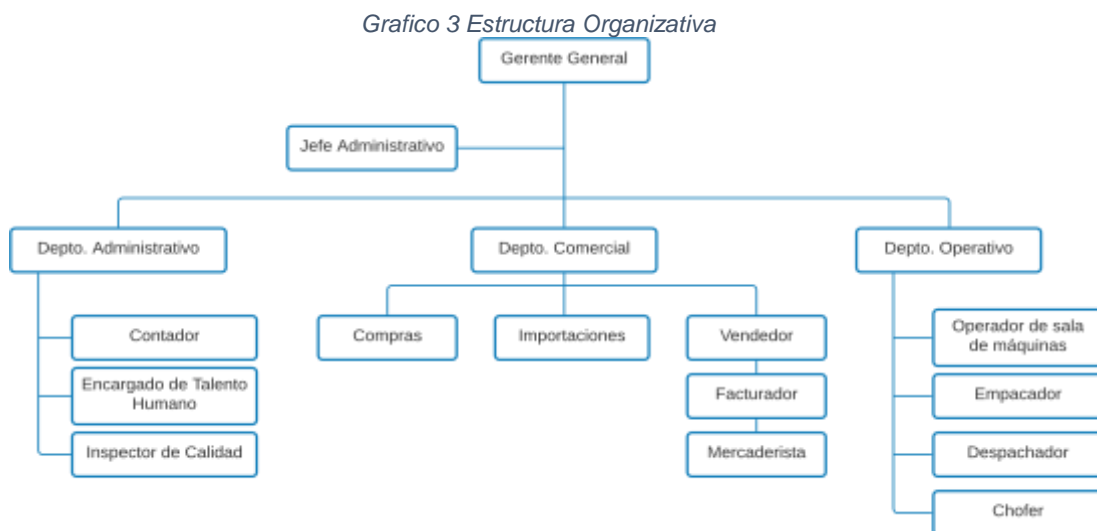 Grafico 3 Estructura Organizativa
Gerente General
Jefe Administrativo
Depto. Administrativo
Depto. Comercial
Depto. Operativo
Contador
Encargado de Talento
Humano
Inspector de Calidad
Compras
Importaciones
Vendedor
Facturador
Mercaderista
Operador de sala
de máquinas
Empacador
Despachador
Chofer